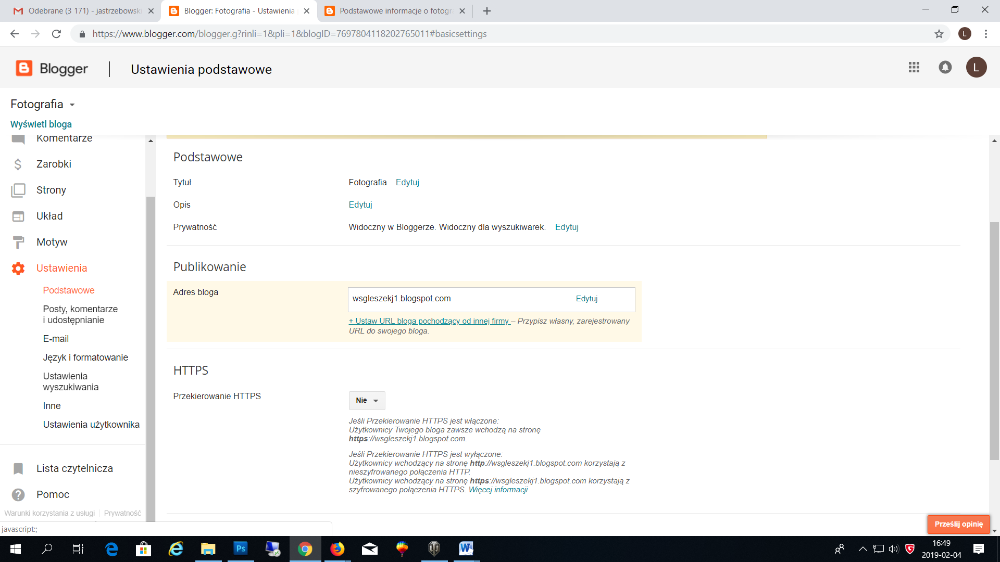 Odebrane (3 171) - jastrzebowski
Blogger: Fotografia - Ustawienia
Podstawowe informacje o fotogra
https://www.blogger.com/blogger.g?rinli=1&pli=1&blogID=7697804118202765011#basicsettings
L
Blogger
Ustawienia podstawowe
L
Fotografia
Wyświetl bloga
Komentarze
Zarobki
Strony
Układ
Motyw
Ustawienia
Podstawowe
Posty, komentarze
i udostępnianie
E-mail
Język i formatowanie
Ustawienia
wyszukiwania
Inne
Ustawienia użytkownika
Lista czytelnicza
Pomoc
Warunki korzystania z usługi
Prywatność
javascript:;
Podstawowe
Tytuł
Fotografia Edytuj
Opis
Edytuj
Prywatność
Widoczny w Bloggerze. Widoczny dla wyszukiwarek. Edytuj
Publikowanie
Adres bloga
wsgleszekj1.blogspot.com Edytuj
+ Ustaw URL bloga pochodzący od innej firmy – Przypisz własny, zarejestrowany
URL do swojego bloga.
HTTPS
Przekierowanie HTTPS
Nie
Jeśli Przekierowanie HTTPS jest włączone:
Użytkownicy Twojego bloga zawsze wchodzą na stronę
https://wsgleszekj1.blogspot.com.
Jeśli Przekierowanie HTTPS jest wyłączone:
Użytkownicy wchodzący na stronę http://wsgleszekj1.blogspot.com korzystają z
nieszyfrowanego połączenia HTTP.
Użytkownicy wchodzący na stronę https://wsgleszekj1.blogspot.com korzystają z
szyfrowanego połączenia HTTPS. Więcej informacji
Prześlij opinię
Ps
16:49
2019-02-04